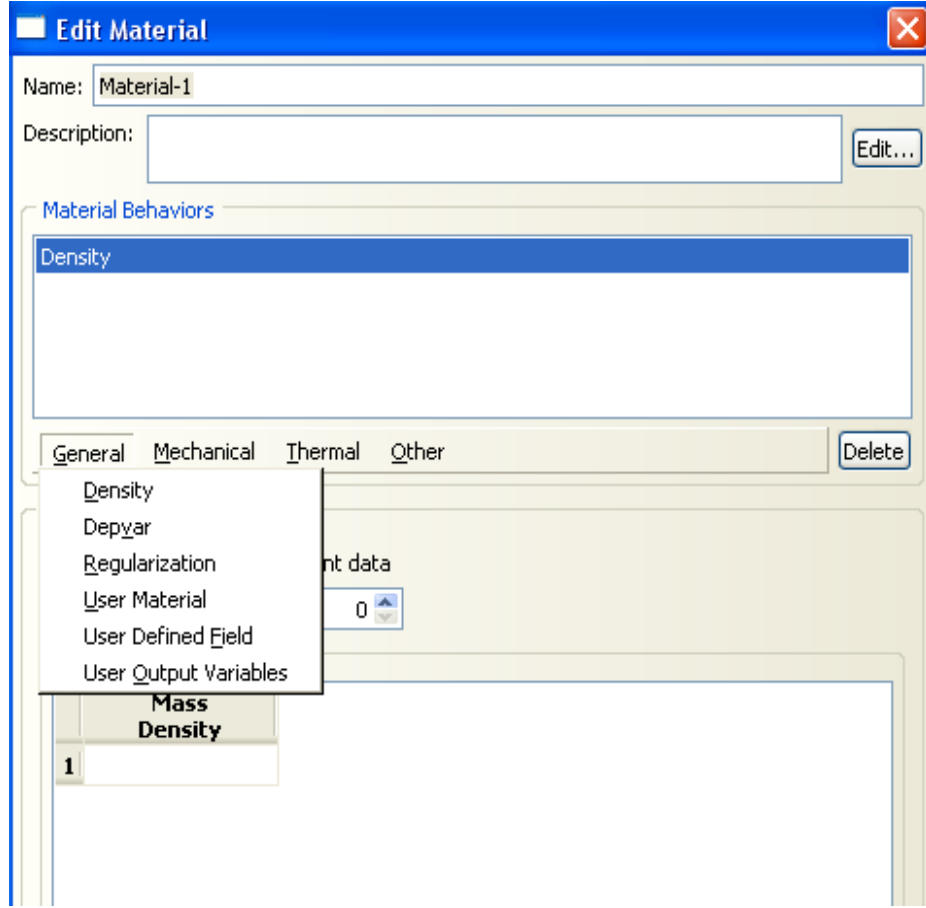 Edit Material
Name: Material-1
Description:
Edit...
Material Behaviors
Density
General Mechanical Thermal Other Delete
Density
Depvar
Regularization
nt data
User Material
0
User Defined Field
User Output Variables
Mass
Density
1